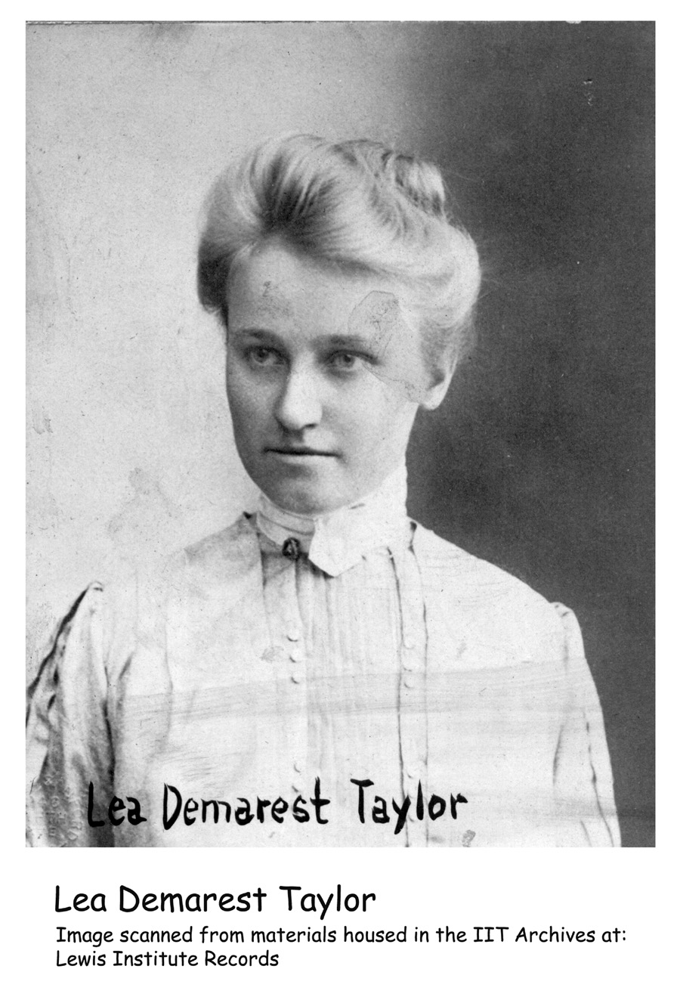 Lea Demarest Taylor
Lea Demarest Taylor
Image scanned from materials housed in the IIT Archives at:
Lewis Institute Records